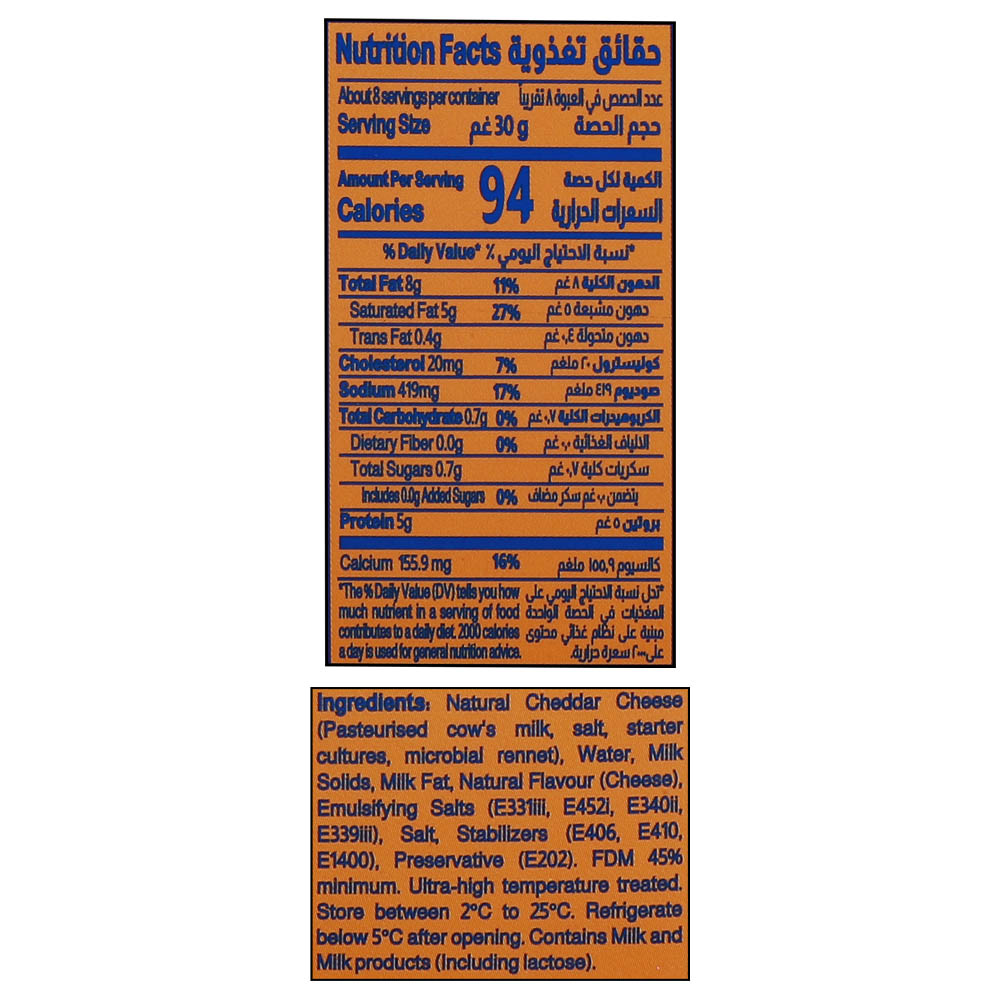 Nutrition Facts حقائق تغذوية
About 8 servings per container عدد الحصص في العبوة ٨ تقريباً
Serving Size 30 g غم حجم الحصة
Amount Per Serving الكمية لكل حصة
Calories 94 السعرات الحرارية
% Daily Value* نسبة الاحتياج اليومي ٪*
Total Fat 8g 11% الدهون الكلية ٨ غم
Saturated Fat 5g 27% دهون مشبعة ٥ غم
Trans Fat 0.4g دهون متحولة ٠,٤ غم
Cholesterol 20mg 7% كوليسترول ٢٠ ملغم
Sodium 419mg 17% صوديوم ٤١٩ ملغم
Total Carbohydrate 0.7g 0% الكربوهيدرات الكلية ٠,٧ غم
Dietary Fiber 0.0g 0% الالياف الغذائية ٠,٠ غم
Total Sugars 0.7g سكريات كلية ٠,٧ غم
Includes 0.0g Added Sugars 0% يتضمن ٠,٠ غم سكر مضاف
Protein 5g بروتين ٥ غم
Calcium 155.9 mg 16% كالسيوم ١٥٥,٩ ملغم
*The % Daily Value (DV) tells you how *تدل نسبة الاحتياج اليومي على
much nutrient in a serving of food المغذيات في الحصة الواحدة
contributes to a daily diet. 2000 calories مبنية على نظام غذائي محتوى
a day is used for general nutrition advice. على ٢٠٠٠ سعرة حرارية.
Ingredients: Natural Cheddar Cheese
(Pasteurised cow's milk, salt, starter
cultures, microbial rennet), Water, Milk
Solids, Milk Fat, Natural Flavour (Cheese),
Emulsifying Salts (E331iii, E452i, E340ii,
E339iii), Salt, Stabilizers (E406, E410,
E1400), Preservative (E202). FDM 45%
minimum. Ultra-high temperature treated.
Store between 2°C to 25°C. Refrigerate
below 5°C after opening. Contains Milk and
Milk products (Including lactose).